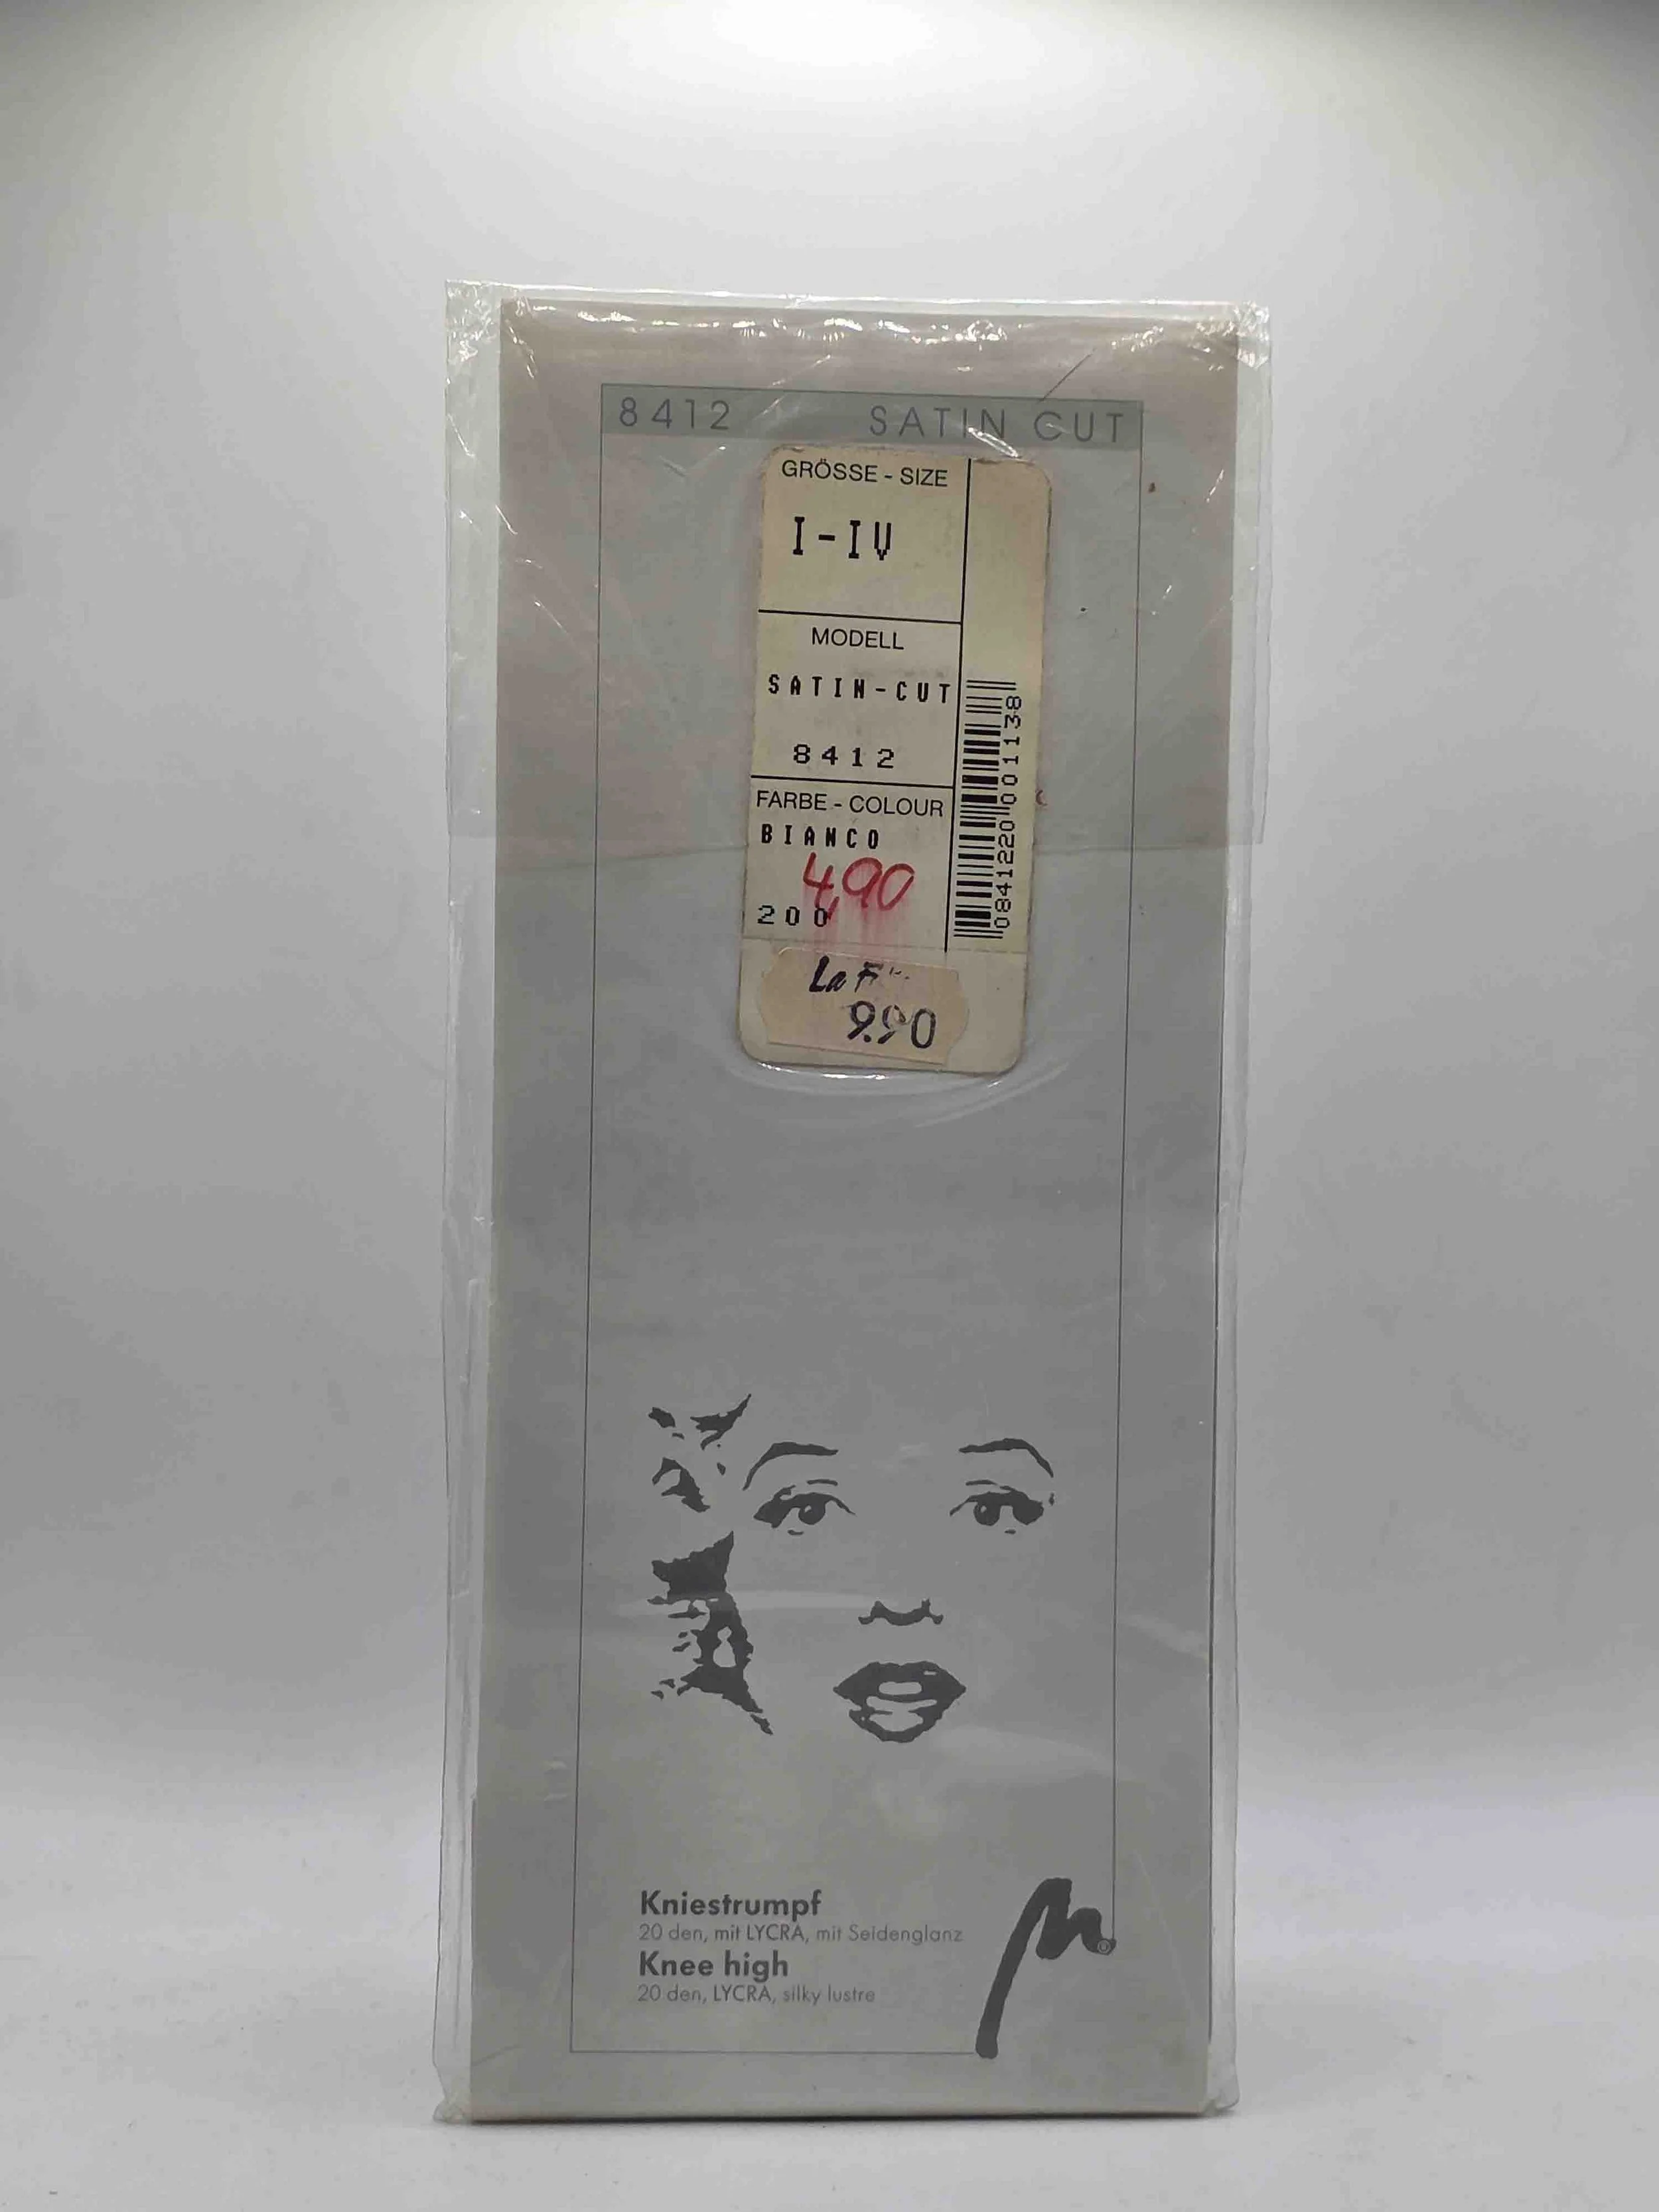 8412 SATIN CUT
GRÖSSE - SIZE
I-IV
MODELL
SATIN-CUT
8412
FARBE - COLOUR
BIANCO
4,90
200
0841220001138
La
9.90
Kniestrumpf
20 den, mit LYCRA, mit Seidenglanz
Knee high
20 den, LYCRA, silky lustre
®